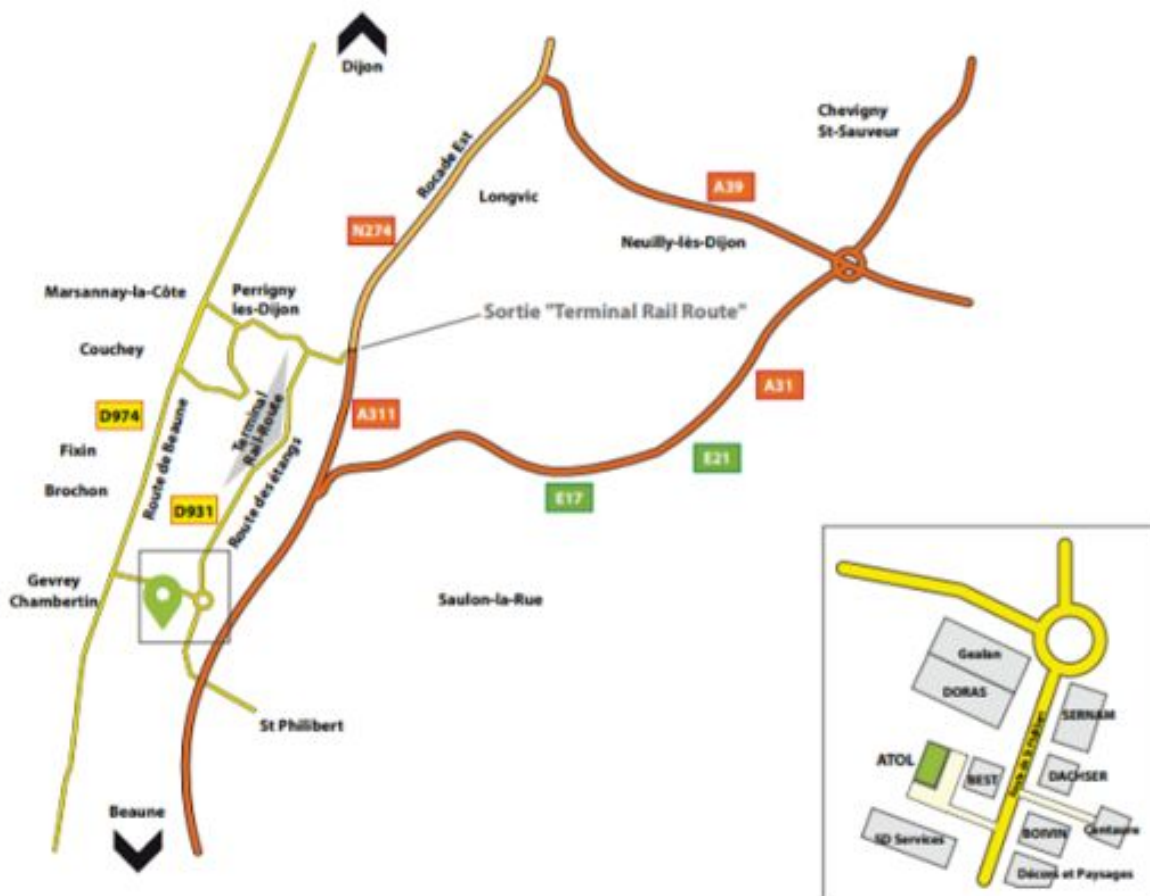 Dijon
Chevigny
St-Sauveur
Rocade Est
Longvic
A39
N274
Neuilly-lès-Dijon
Marsannay-la-Côte
Perrigny
les-Dijon
Sortie "Terminal Rail Route"
Couchey
A31
D974
Route de Beaune
Terminal
Rail-Route
A311
Fixin
E21
Brochon
D931
Route des étangs
E17
Gevrey
Chambertin
Saulon-la-Rue
St Philibert
Beaune
Gealan
DORAS
SERNAM
ATOL
BEST
DACHSER
SD Services
BOIVIN
Centaure
Décors et Paysages